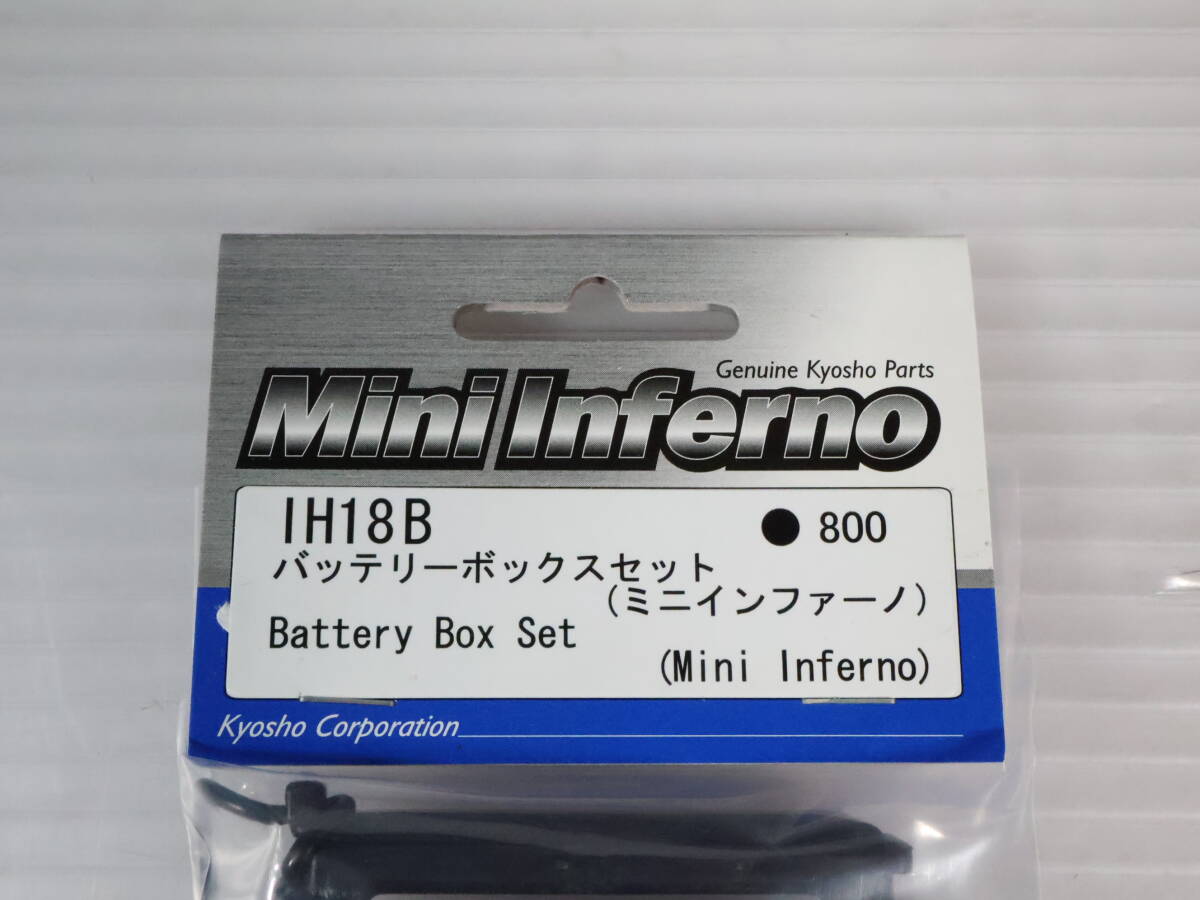 Genuine Kyosho Parts
Mini Inferno
IH18B ● 800
バッテリーボックスセット
(ミニインファーノ)
Battery Box Set
(Mini Inferno)
Kyosho Corporation